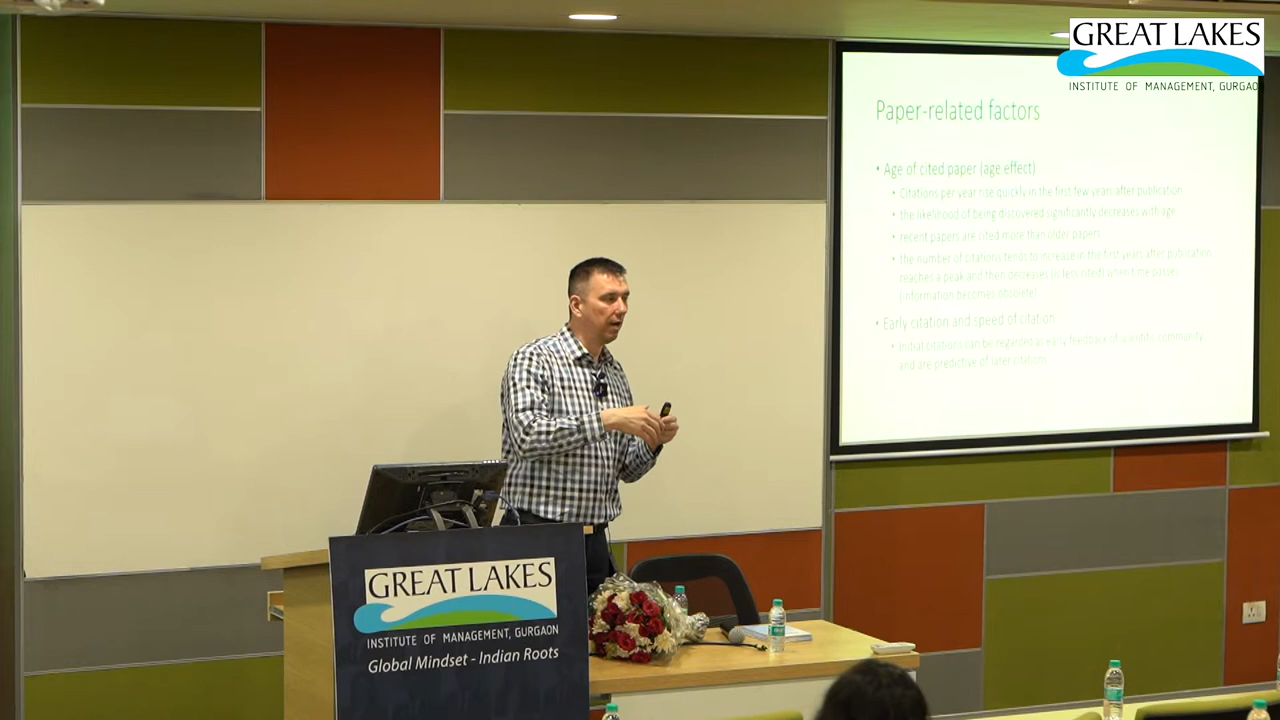 GREAT LAKES
INSTITUTE OF MANAGEMENT, GURGAON
Paper-related factors
• Age of cited paper (age effect)
• Citations per year rise quickly in the first few years after publication
• the likelihood of being discovered significantly decreases with age
• recent papers are cited more than older papers
• the number of citations tends to increase in the first years after publication,
reaches a peak and then decreases (is less cited) when time passes
(information becomes obsolete)
• Early citation and speed of citation
• Initial citations can be regarded as early feedback of scientific community
and are predictive of later citations
GREAT LAKES
INSTITUTE OF MANAGEMENT, GURGAON
Global Mindset - Indian Roots